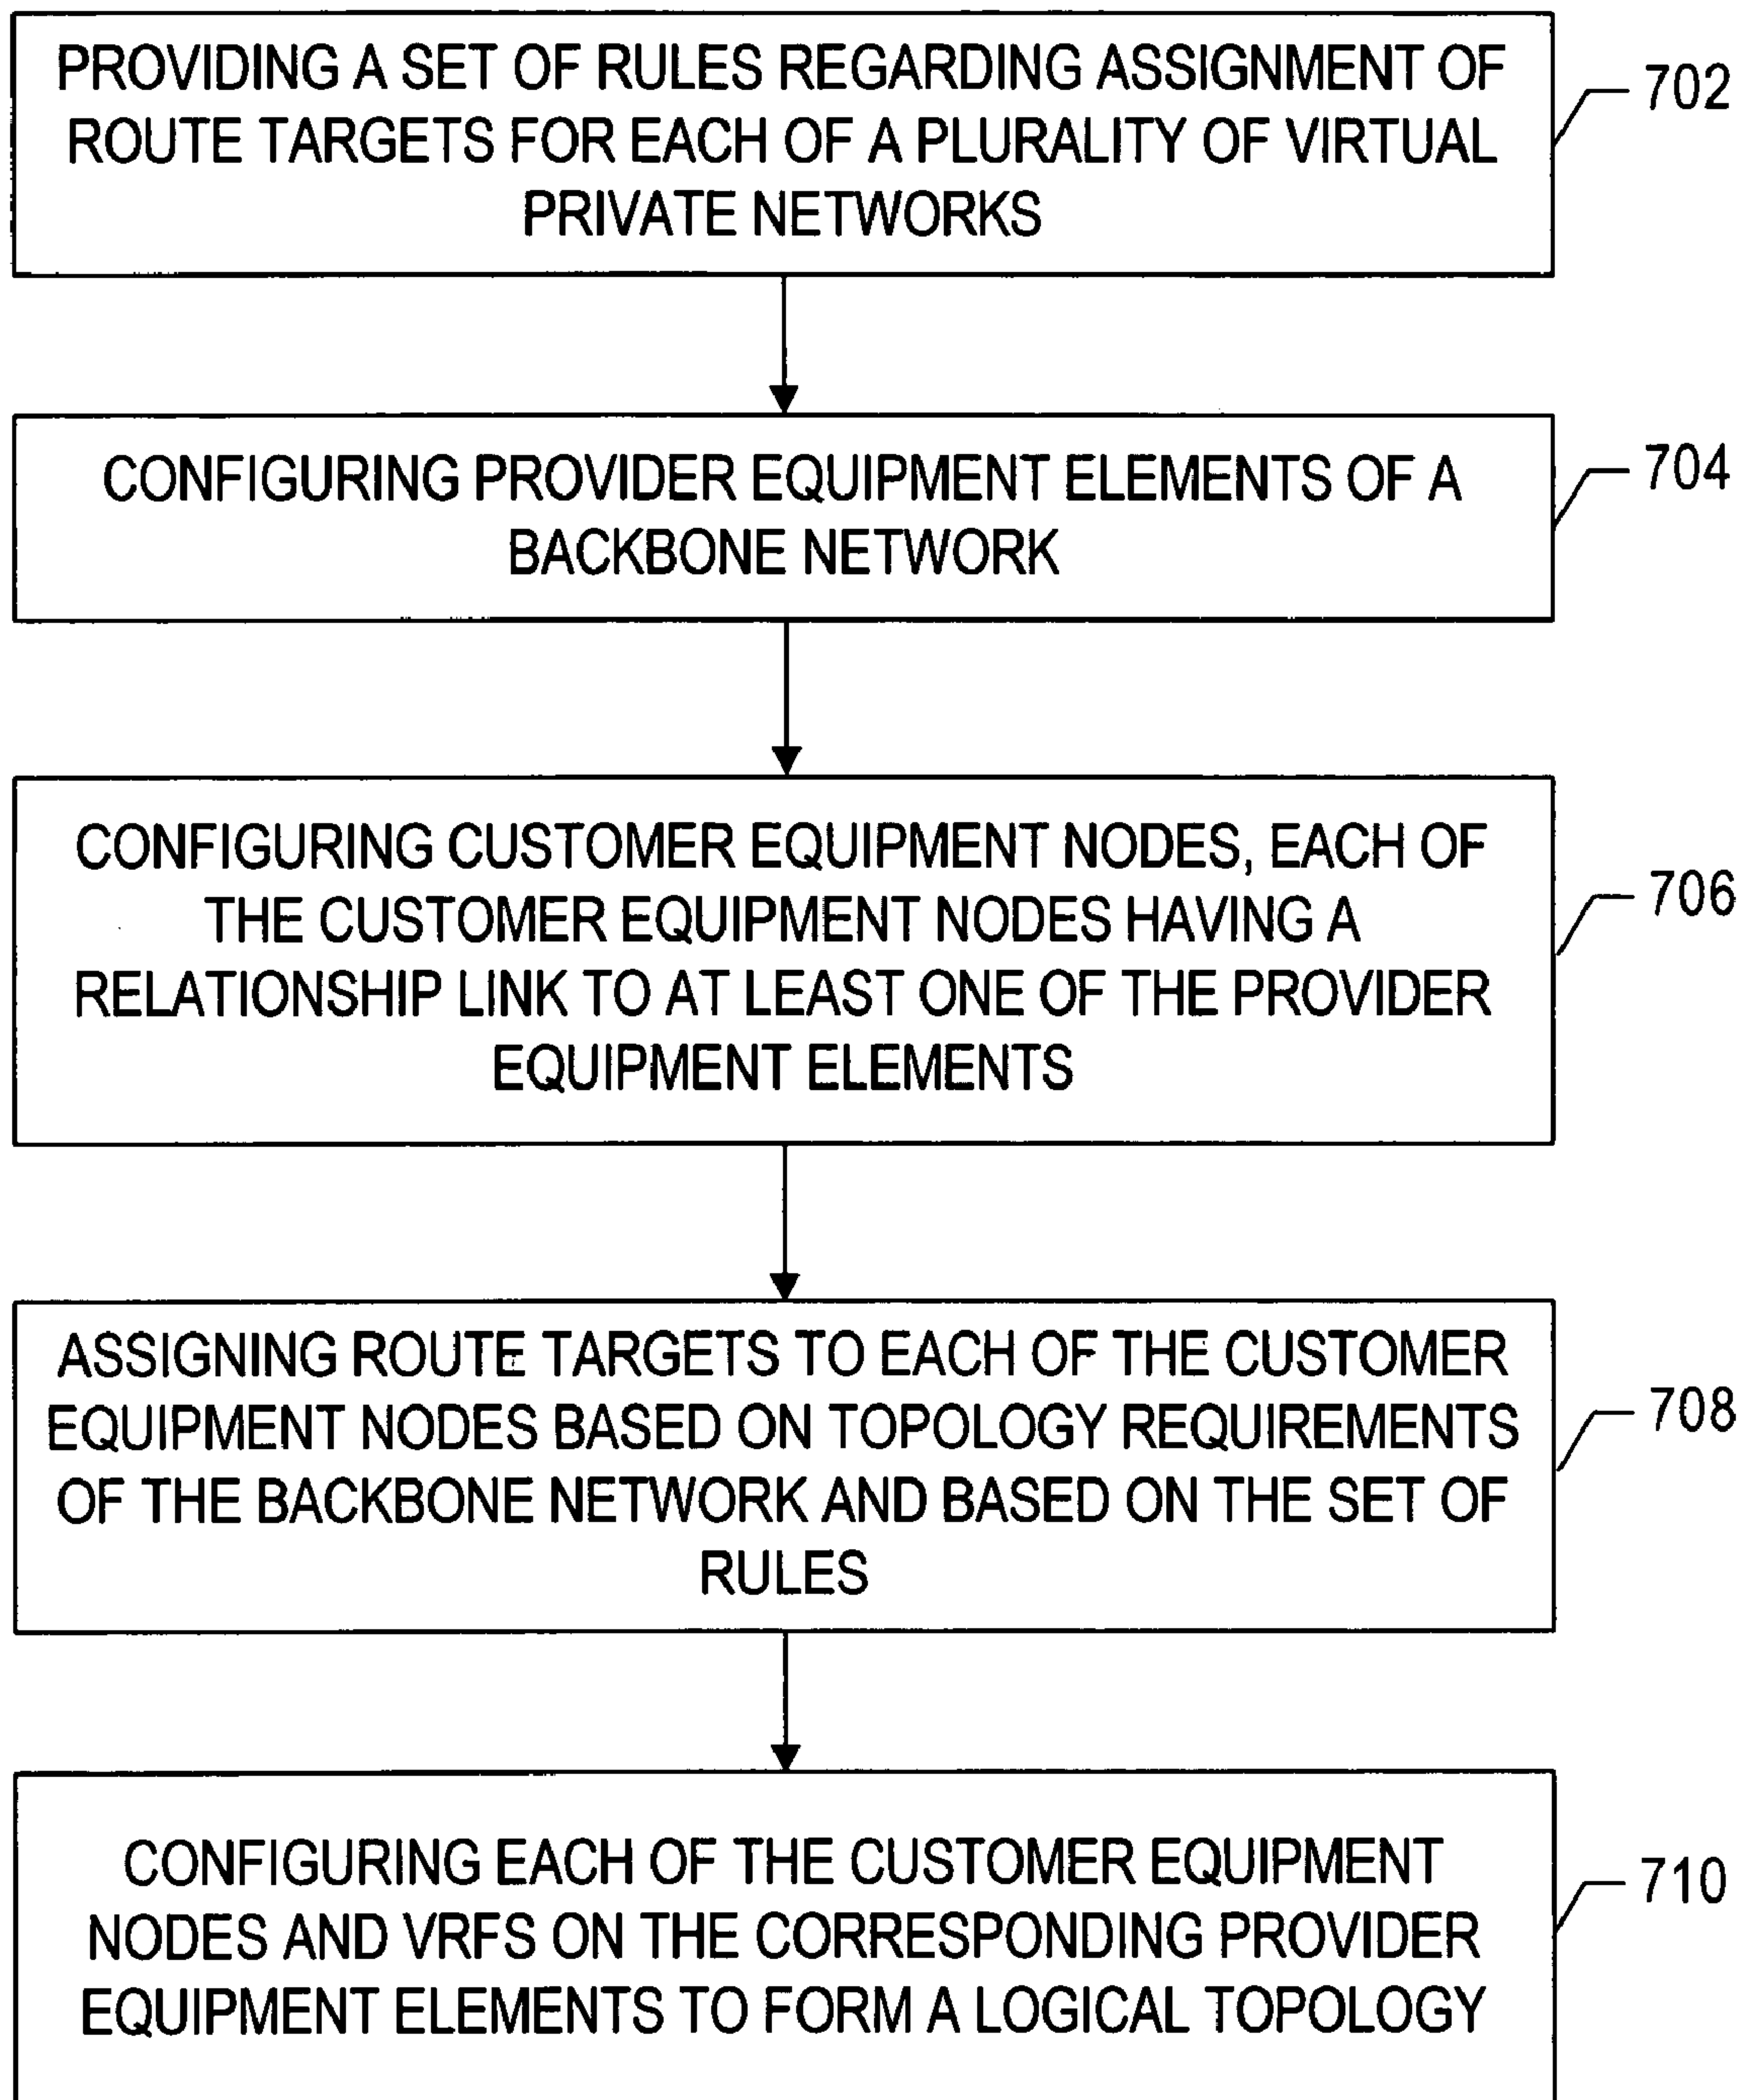 PROVIDING A SET OF RULES REGARDING ASSIGNMENT OF
ROUTE TARGETS FOR EACH OF A PLURALITY OF VIRTUAL
PRIVATE NETWORKS
702
CONFIGURING PROVIDER EQUIPMENT ELEMENTS OF A
BACKBONE NETWORK
704
CONFIGURING CUSTOMER EQUIPMENT NODES, EACH OF
THE CUSTOMER EQUIPMENT NODES HAVING A
RELATIONSHIP LINK TO AT LEAST ONE OF THE PROVIDER
EQUIPMENT ELEMENTS
706
ASSIGNING ROUTE TARGETS TO EACH OF THE CUSTOMER
EQUIPMENT NODES BASED ON TOPOLOGY REQUIREMENTS
OF THE BACKBONE NETWORK AND BASED ON THE SET OF
RULES
708
CONFIGURING EACH OF THE CUSTOMER EQUIPMENT
NODES AND VRFS ON THE CORRESPONDING PROVIDER
EQUIPMENT ELEMENTS TO FORM A LOGICAL TOPOLOGY
710